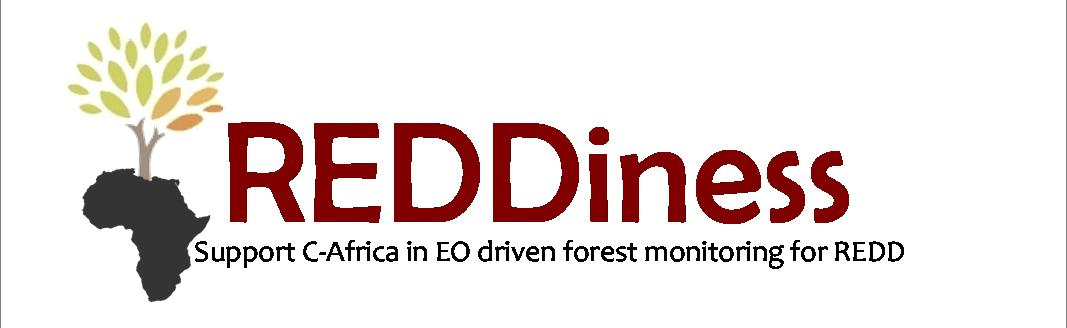 REDDiness
Support C-Africa in EO driven forest monitoring for REDD